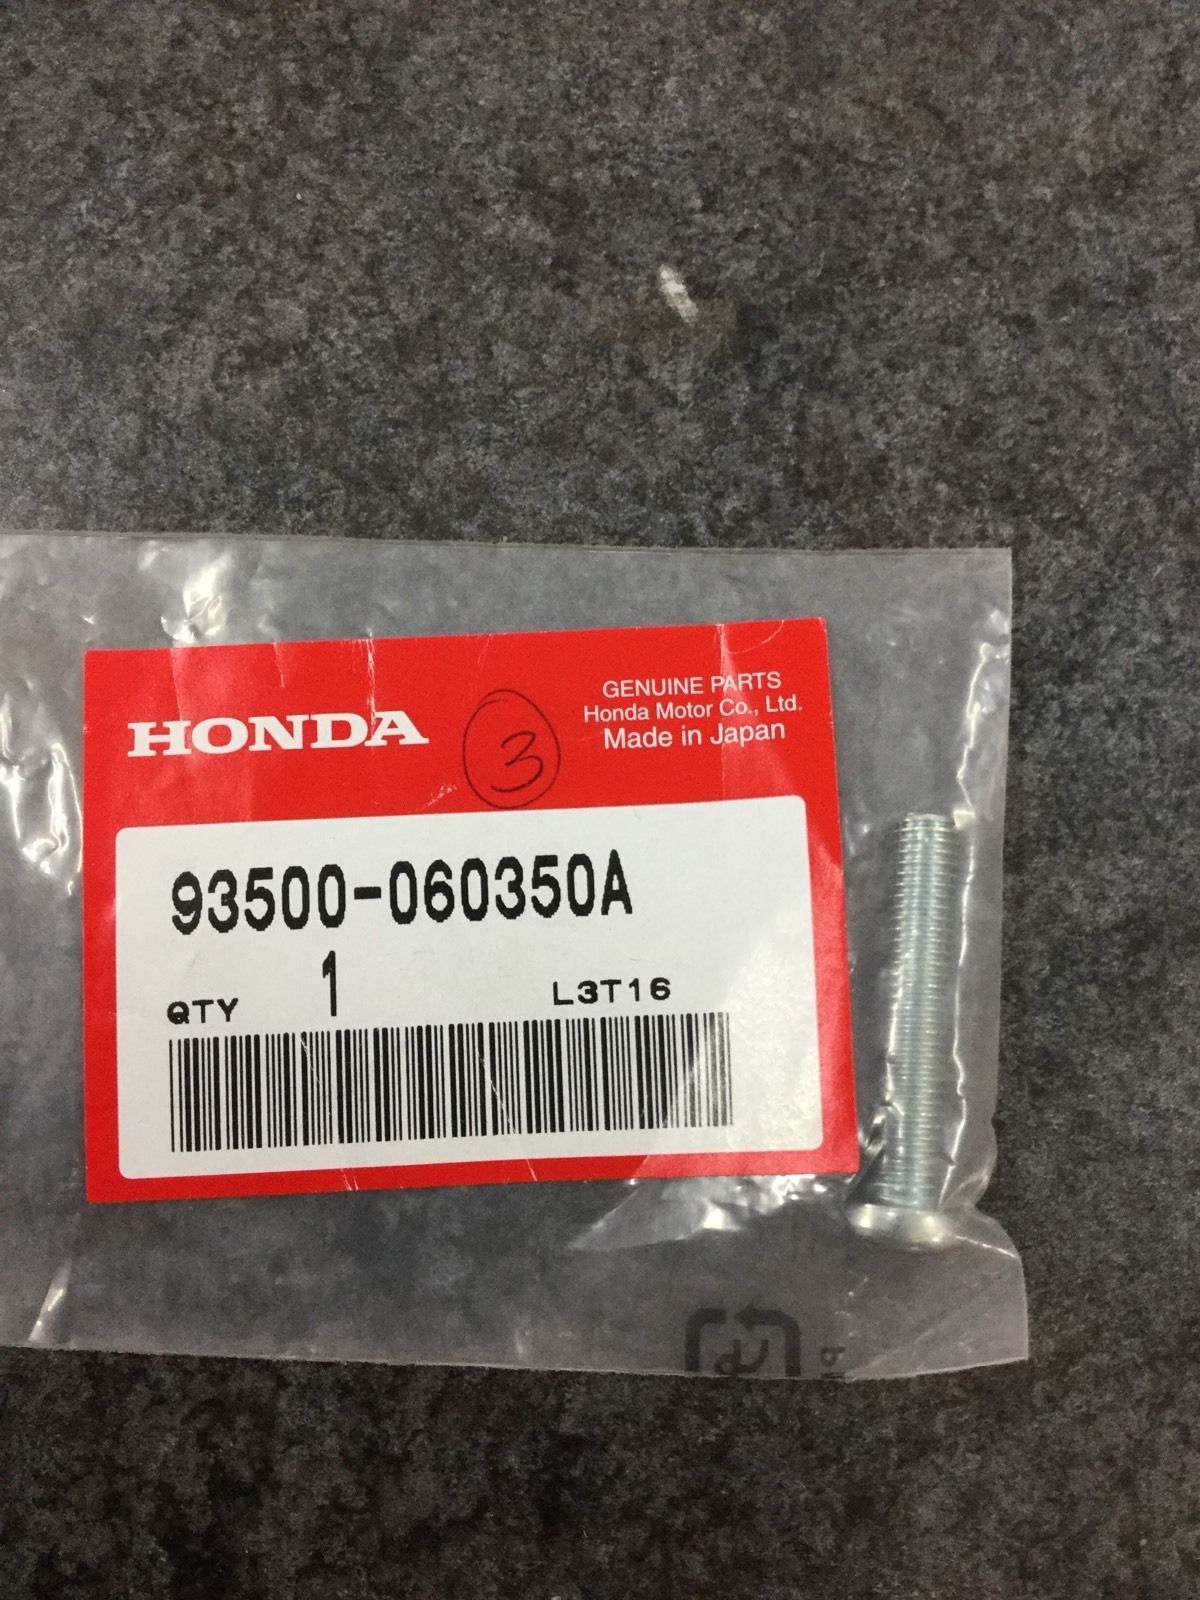 HONDA
3
GENUINE PARTS
Honda Motor Co., Ltd.
Made in Japan
93500-060350A
QTY 1 L3T16